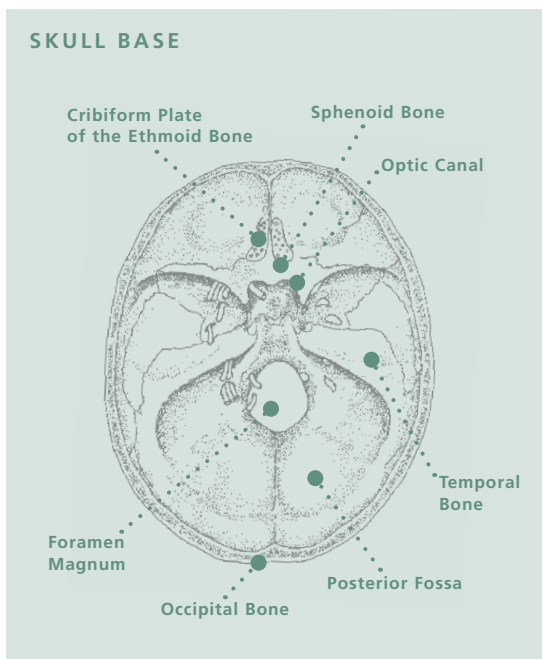 SKULL BASE
Cribiform Plate
of the Ethmoid Bone
Sphenoid Bone
Optic Canal
Temporal
Bone
Foramen
Magnum
Posterior Fossa
Occipital Bone